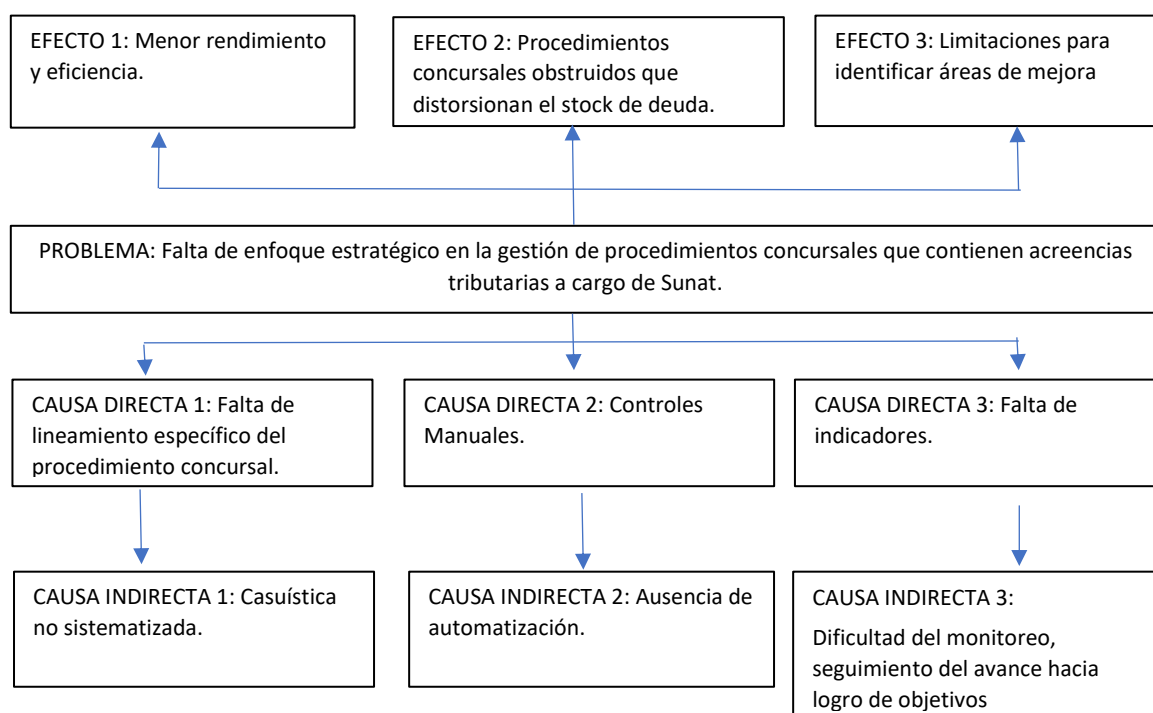 EFECTO 1: Menor rendimiento
y eficiencia.
EFECTO 2: Procedimientos
concursales obstruidos que
distorsionan el stock de deuda.
EFECTO 3: Limitaciones para
identificar áreas de mejora
PROBLEMA: Falta de enfoque estratégico en la gestión de procedimientos concursales que contienen acreencias
tributarias a cargo de Sunat.
CAUSA DIRECTA 1: Falta de
lineamiento específico del
procedimiento concursal.
CAUSA DIRECTA 2: Controles
Manuales.
CAUSA DIRECTA 3: Falta de
indicadores.
CAUSA INDIRECTA 1: Casuística
no sistematizada.
CAUSA INDIRECTA 2: Ausencia de
automatización.
CAUSA INDIRECTA 3:
Dificultad del monitoreo,
seguimiento del avance hacia
logro de objetivos